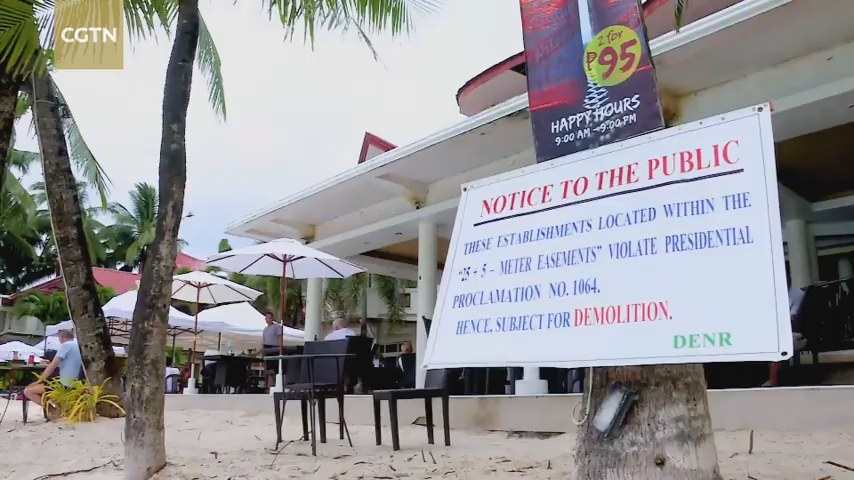 CGTN
2 for
₱95
HAPPY HOURS
9:00 AM - 9:00 PM
NOTICE TO THE PUBLIC
THESE ESTABLISHMENTS LOCATED WITHIN THE
"25 + 5 - METER EASEMENTS" VIOLATE PRESIDENTIAL
PROCLAMATION NO. 1064.
HENCE. SUBJECT FOR DEMOLITION.
DENR